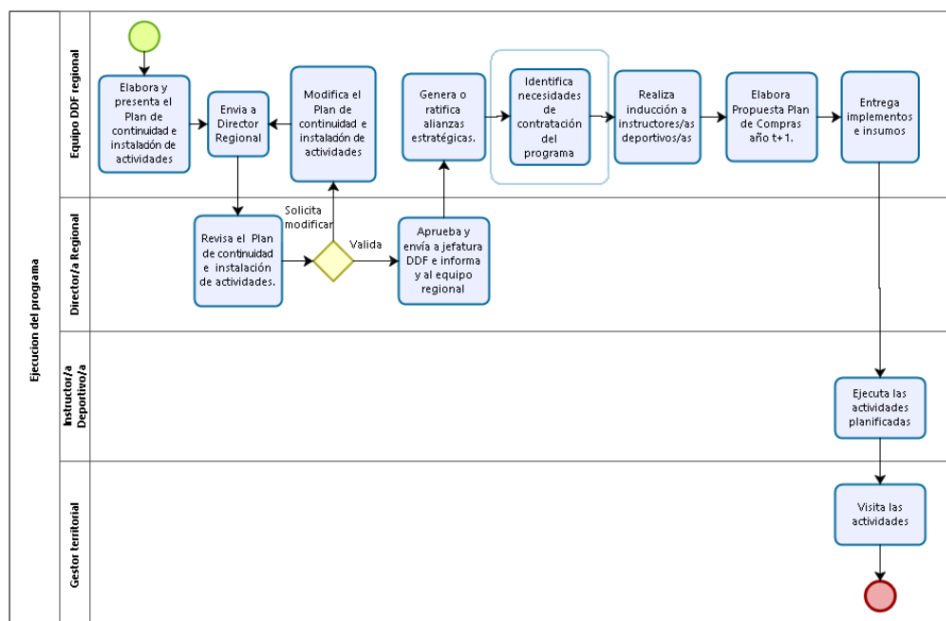 Ejecucion del programa
Equipo DDF regional
Elabora y
presenta el
Plan de
continuidad e
instalación de
actividades
Envia a
Director
Regional
Modifica el
Plan de
continuidad e
instalación de
actividades
Genera o
ratifica
alianzas
estratégicas.
Identifica
necesidades
de
contratación
del
programa
Realiza
inducción a
instructores/as
deportivos/as
Elabora
Propuesta Plan
de Compras
año t+1.
Entrega
implementos
e insumos
Director/a Regional
Revisa el Plan
de continuidad
e instalación
de actividades.
Solicita
modificar
Valida
Aprueba y
envía a jefatura
DDF e informa
y al equipo
regional
Instructor/a
Deportivo/a
Ejecuta las
actividades
planificadas
Gestor territorial
Visita las
actividades